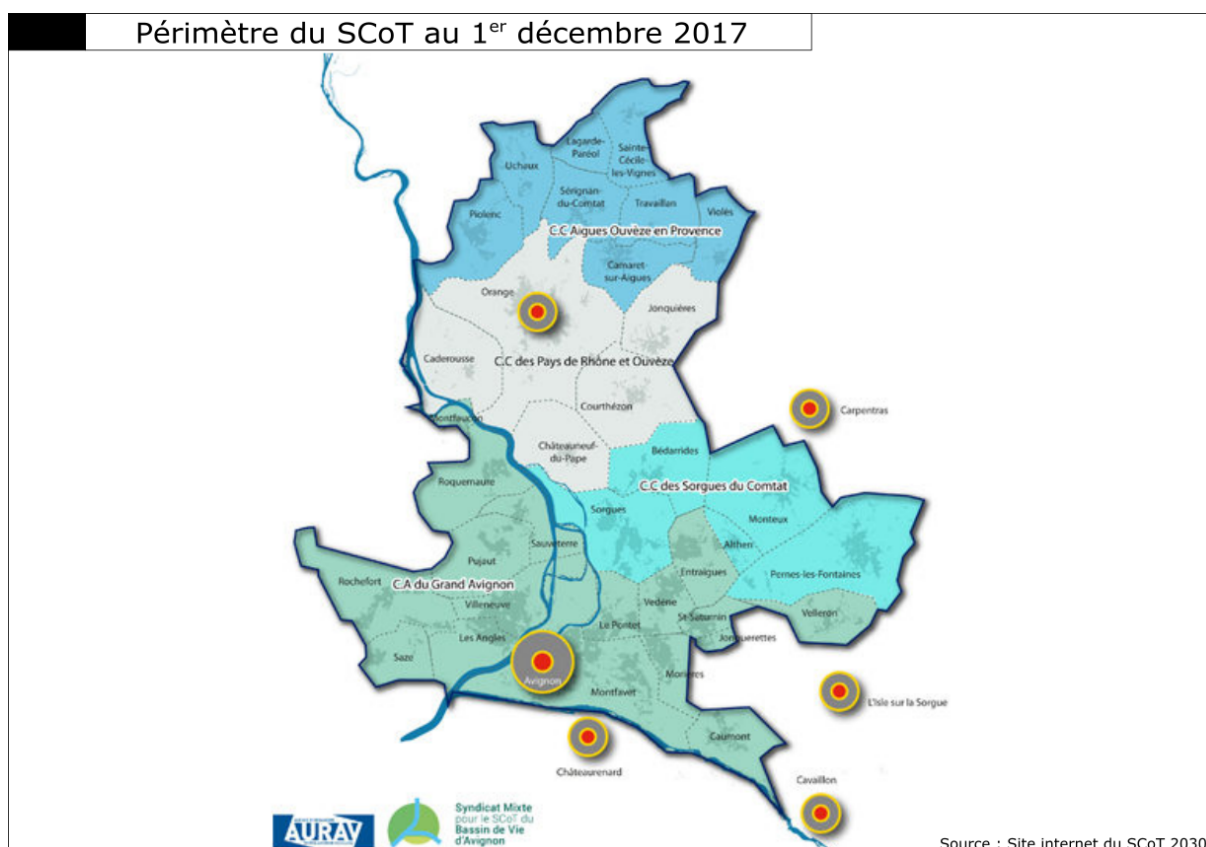 Périmètre du SCoT au 1er décembre 2017
Lagarde-
Paréol
Sainte-
Cécile
les-Vignes
Uchaux
Sérignan-
du-Comtat
Travaillan
Violès
Piolenc
C.C Aigues Ouvèze en Provence
Camaret
sur-Aigues
Orange
Jonquières
Caderousse
C.C des Pays de Rhône et Ouvèze
Courthézon
Carpentras
Montfaucon
Châteauneuf-
du-Pape
Bédarrides
Roquemaure
C.C des Sorgues du Comtat
Sorgues
Monteux
Sauveterre
Althen
Pujaut
Entraigues
Pernes-les-Fontaines
Rochefort
C.A du Grand Avignon
Villeneuve
Vedène
Velleron
Le Pontet
St-Saturnin
Les Angles
Jonquerettes
Saze
Morières
Avignon
Montfavet
L'Isle sur la Sorgue
Caumont
Châteaurenard
Cavaillon
AURAV
Syndicat Mixte
pour le SCoT du
Bassin de Vie
d'Avignon
Source : Site internet du SCoT 2030